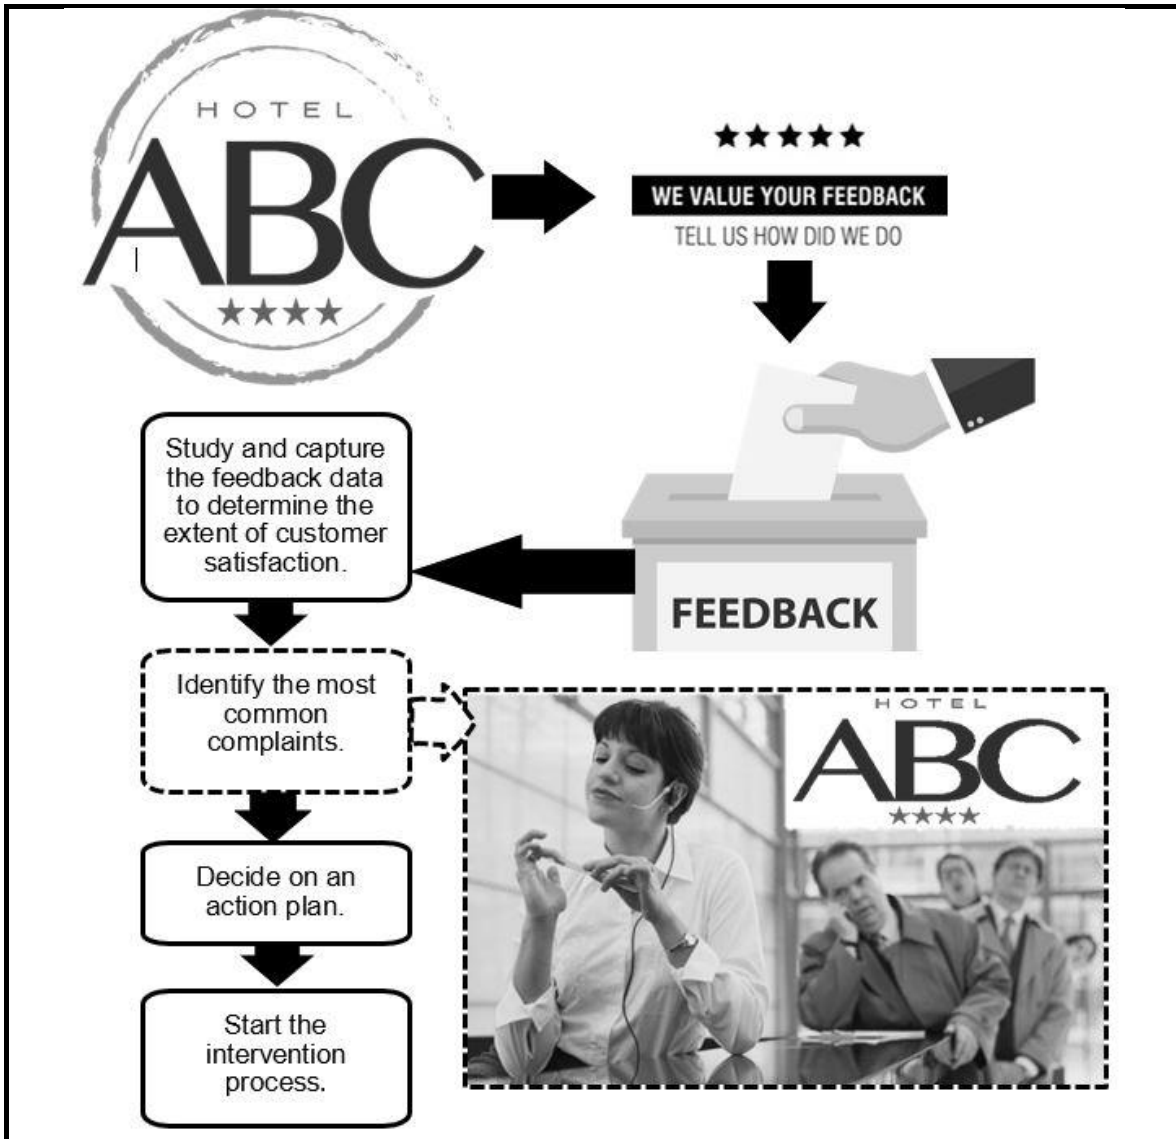 HOTEL
ABC
WE VALUE YOUR FEEDBACK
TELL US HOW DID WE DO
FEEDBACK
Study and capture
the feedback data
to determine the
extent of customer
satisfaction.
Identify the most
common
complaints.
HOTEL
ABC
Decide on an
action plan.
Start the
intervention
process.